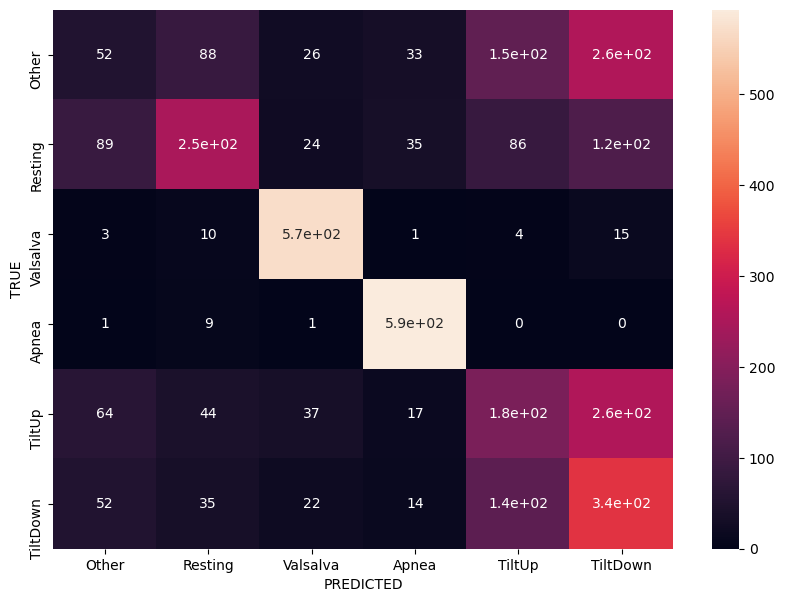 TRUE
Other 52 88 26 33 1.5e+02 2.6e+02
Resting 89 2.5e+02 24 35 86 1.2e+02
Valsalva 3 10 5.7e+02 1 4 15
Apnea 1 9 1 5.9e+02 0 0
TiltUp 64 44 37 17 1.8e+02 2.6e+02
TiltDown 52 35 22 14 1.4e+02 3.4e+02
Other Resting Valsalva Apnea TiltUp TiltDown
PREDICTED
500
400
300
200
100
0